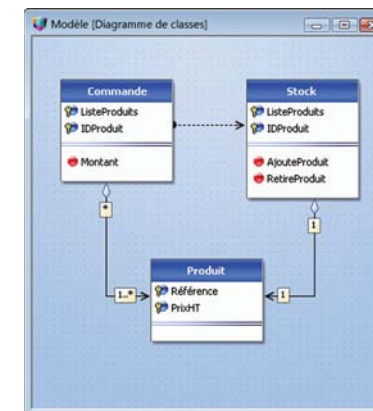 Modèle [Diagramme de classes]
Commande
ListeProduits
IDProduit
Montant
Stock
ListeProduits
IDProduit
AjouteProduit
RetireProduit
*
1
1..*
1
Produit
Référence
PrixHT